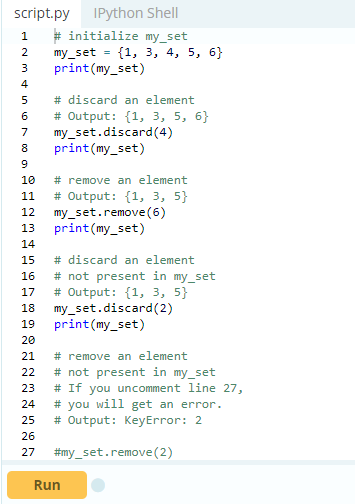 script.py IPython Shell
1 # initialize my_set
2 my_set = {1, 3, 4, 5, 6}
3 print(my_set)
4
5 # discard an element
6 # Output: {1, 3, 5, 6}
7 my_set.discard(4)
8 print(my_set)
9
10 # remove an element
11 # Output: {1, 3, 5}
12 my_set.remove(6)
13 print(my_set)
14
15 # discard an element
16 # not present in my_set
17 # Output: {1, 3, 5}
18 my_set.discard(2)
19 print(my_set)
20
21 # remove an element
22 # not present in my_set
23 # If you uncomment line 27,
24 # you will get an error.
25 # Output: KeyError: 2
26
27 #my_set.remove(2)
Run